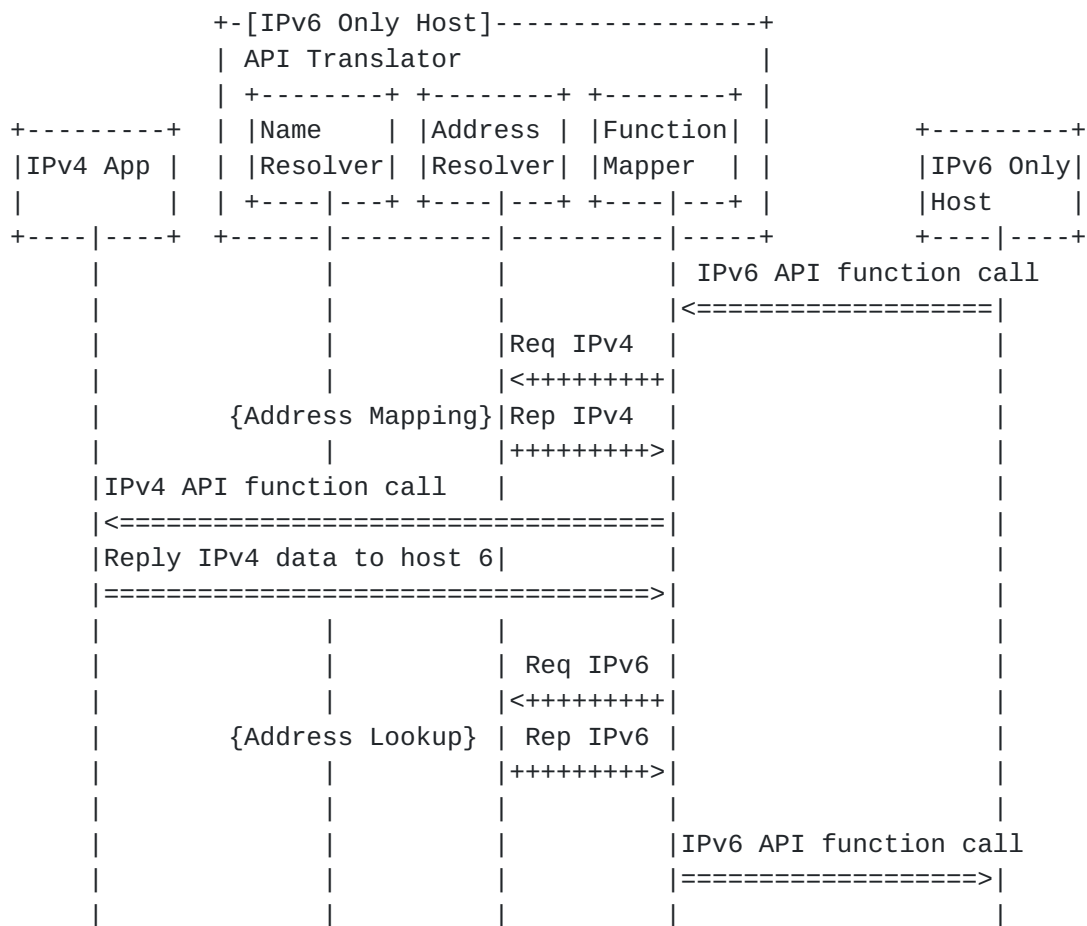 +-[IPv6 Only Host]-----------------+
| API Translator                   |
| +--------+ +--------+ +--------+ |
+---------+  | |Name    | |Address | |Function| |         +---------+
|IPv4 App |  | |Resolver| |Resolver| |Mapper  | |         |IPv6 Only|
|         |  | +----|---+ +----|---+ +----|---+ |         |Host     |
+----|----+  +------|----------|----------|-----+         +----|----+
|              |          |          | IPv6 API function call
|              |          |          |<===================|
|              |          |Req IPv4  |                    |
|              |          |<+++++++++|                    |
|       {Address Mapping}|Rep IPv4  |                    |
|              |          |+++++++++>|                    |
|IPv4 API function call   |          |                    |
|<===================================|                    |
|Reply IPv4 data to host 6|          |                    |
|===================================>|                    |
|              |          |          |                    |
|              |          | Req IPv6 |                    |
|              |          |<+++++++++|                    |
|       {Address Lookup} | Rep IPv6 |                    |
|              |          |+++++++++>|                    |
|              |          |          |                    |
|              |          |          |IPv6 API function call
|              |          |          |===================>|
|              |          |          |                    |